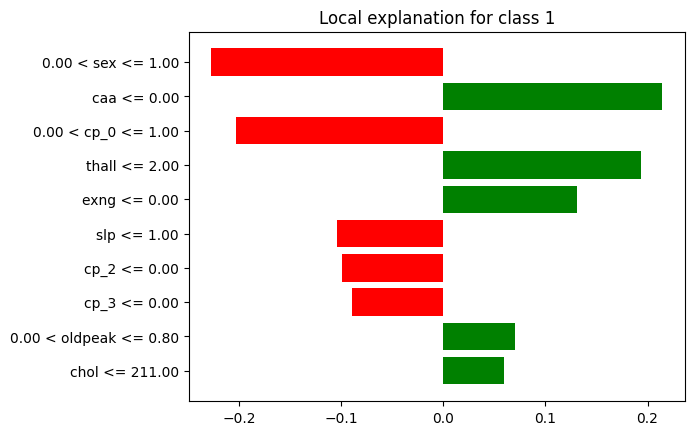 Local explanation for class 1
0.00 < sex <= 1.00
caa <= 0.00
0.00 < cp_0 <= 1.00
thall <= 2.00
exng <= 0.00
slp <= 1.00
cp_2 <= 0.00
cp_3 <= 0.00
0.00 < oldpeak <= 0.80
chol <= 211.00
−0.2 −0.1 0.0 0.1 0.2